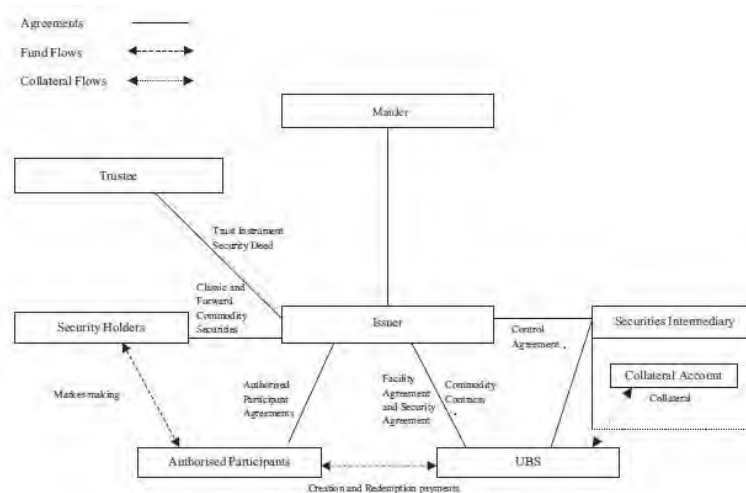 Agreements
Fund Flows
Collateral Flows
Trustee
Trust Instrument
Security Deed
Classic and
Forward
Commodity
Securities
Security Holders
Issuer
Securities Intermediary
Control
Agreement
Collateral Account
Collateral
Market-making
Authorised
Participant
Agreements
Facility
Agreement
and Security
Agreement
Commodity
Contracts
Authorised Participants
UBS
Creation and Redemption payments